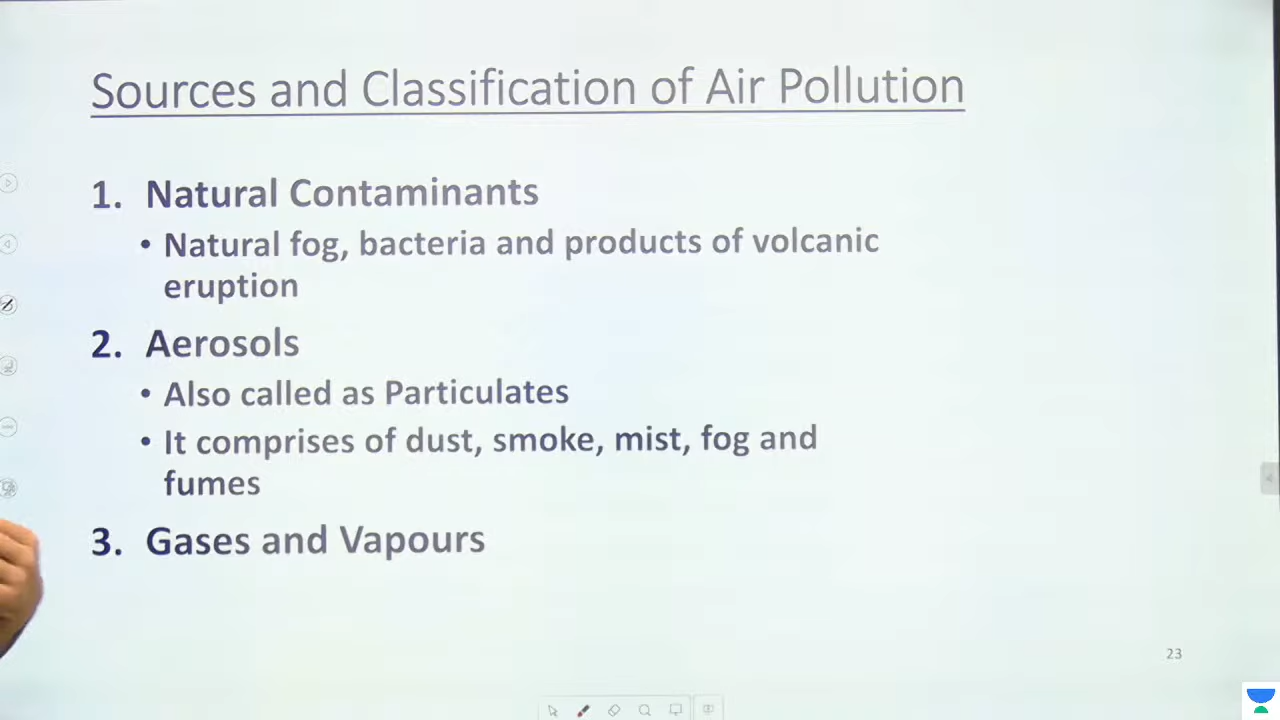 Sources and Classification of Air Pollution
1. Natural Contaminants
• Natural fog, bacteria and products of volcanic
eruption
2. Aerosols
• Also called as Particulates
• It comprises of dust, smoke, mist, fog and
fumes
3. Gases and Vapours
23